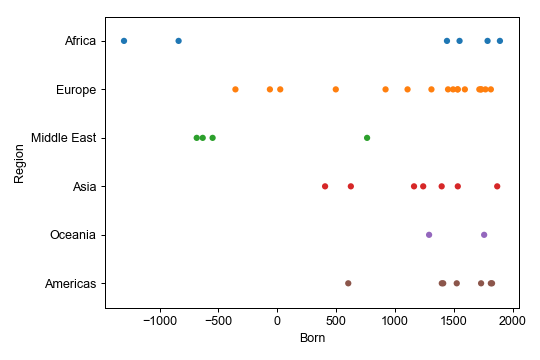 Africa
Europe
Middle East
Asia
Oceania
Americas
Region
−1000 −500 0 500 1000 1500 2000
Born